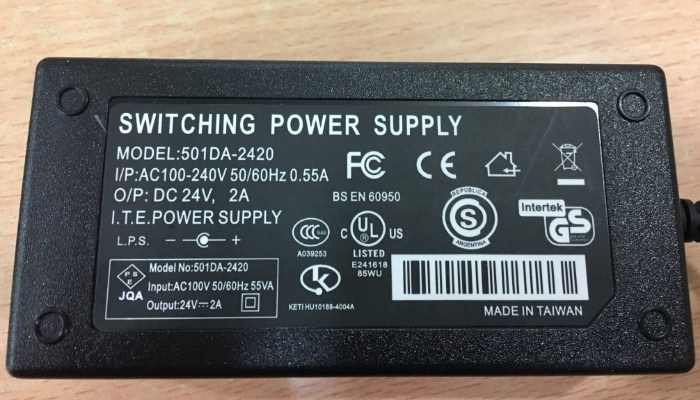 SWITCHING POWER SUPPLY
MODEL:501DA-2420
I/P:AC100-240V 50/60Hz 0.55A
O/P: DC 24V, 2A
I.T.E.POWER SUPPLY
L.P.S. - +
FC CE
BS EN 60950
A039253
C UL US
LISTED
E241618
85WU
REPUBLICA
S
ARGENTINA
Intertek
GS
PSE
JQA
Model No:501DA-2420
Input:AC100V 50/60Hz 55VA
Output:24V⎓2A
K
KETI HU10188-4004A
MADE IN TAIWAN